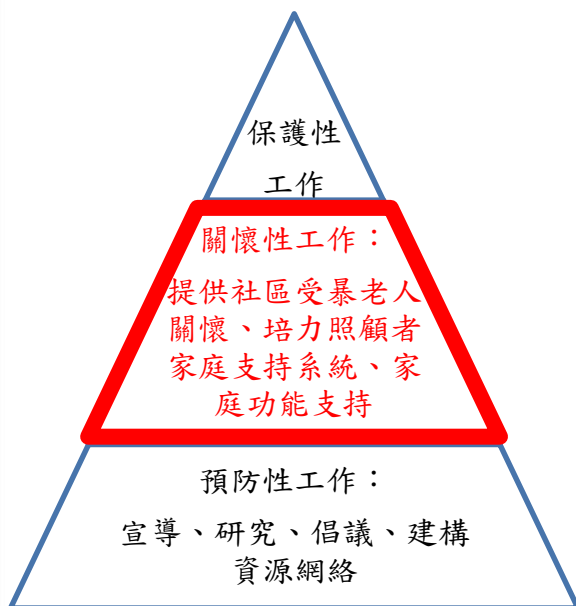 保護性
工作
關懷性工作：
提供社區受暴老人
關懷、培力照顧者
家庭支持系統、家
庭功能支持
預防性工作：
宣導、研究、倡議、建構
資源網絡